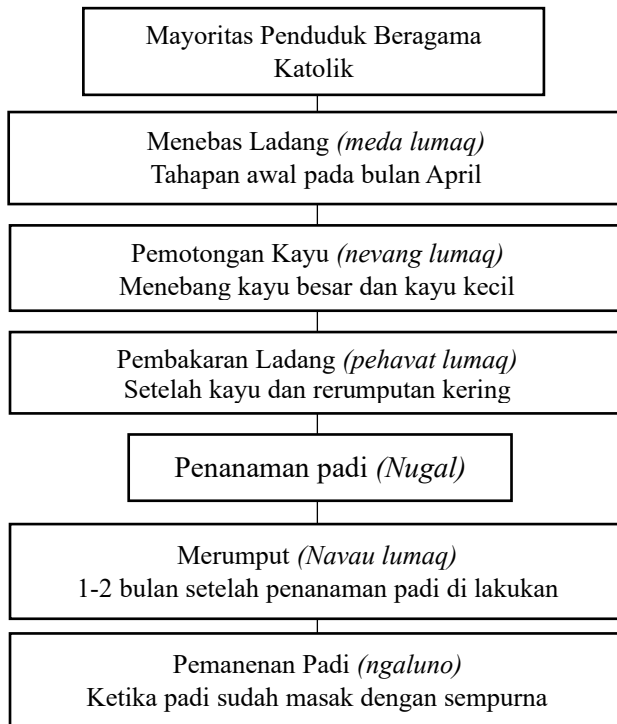 Mayoritas Penduduk Beragama
Katolik
Menebas Ladang (meda lumaq)
Tahapan awal pada bulan April
Pemotongan Kayu (nevang lumaq)
Menebang kayu besar dan kayu kecil
Pembakaran Ladang (pehavat lumaq)
Setelah kayu dan rerumputan kering
Penanaman padi (Nugal)
Merumput (Navau lumaq)
1-2 bulan setelah penanaman padi di lakukan
Pemanenan Padi (ngaluno)
Ketika padi sudah masak dengan sempurna